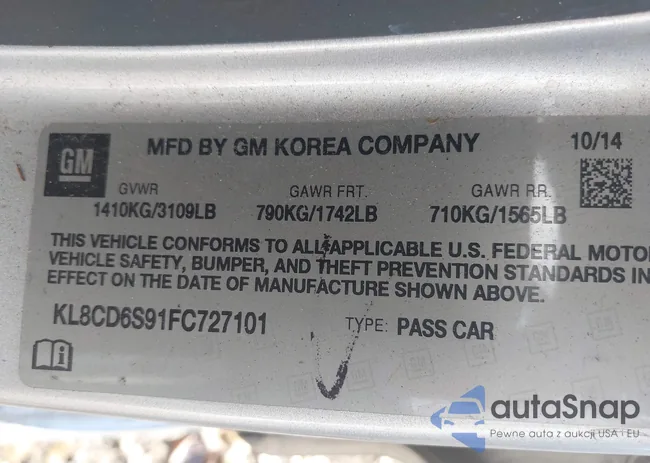 GM
MFD BY GM KOREA COMPANY 10/14
GVWR GAWR FRT. GAWR RR.
1410KG/3109LB 790KG/1742LB 710KG/1565LB
THIS VEHICLE CONFORMS TO ALL APPLICABLE U.S. FEDERAL MOTOR
VEHICLE SAFETY, BUMPER, AND THEFT PREVENTION STANDARDS IN
EFFECT ON THE DATE OF MANUFACTURE SHOWN ABOVE.
KL8CD6S91FC727101 TYPE: PASS CAR
autaSnap
Pewne auta z aukcji USA i EU